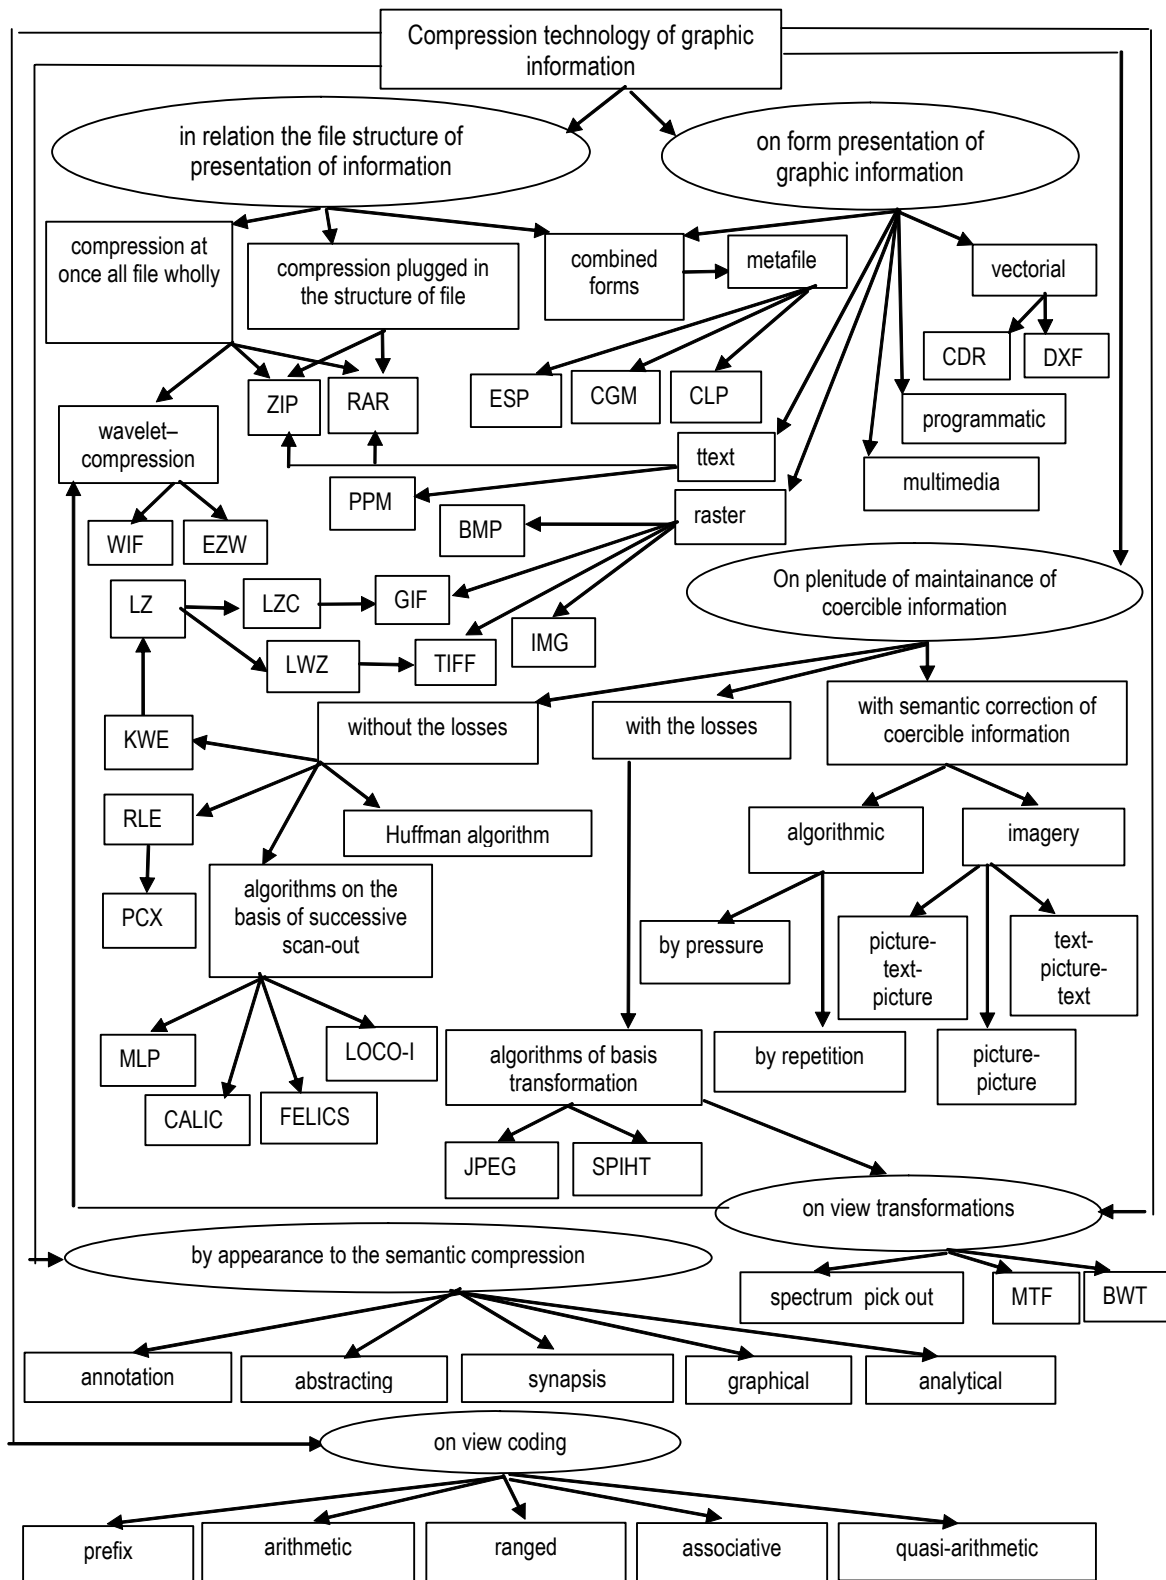 Compression technology of graphic
information
in relation the file structure of
presentation of information
on form presentation of
graphic information
compression at
once all file wholly
compression plugged in
the structure of file
combined
forms
metafile
vectorial
CDR
DXF
ZIP
RAR
ESP
CGM
CLP
programmatic
wavelet–
compression
ttext
multimedia
PPM
raster
BMP
WIF
EZW
On plenitude of maintainance of
coercible information
LZ
LZC
GIF
IMG
LWZ
TIFF
without the losses
with the losses
with semantic correction of
coercible information
KWE
RLE
Huffman algorithm
algorithmic
imagery
PCX
algorithms on the
basis of successive
scan-out
by pressure
picture-
text-
picture
text-
picture-
text
MLP
LOCO-I
algorithms of basis
transformation
by repetition
picture-
picture
CALIC
FELICS
JPEG
SPIHT
on view transformations
by appearance to the semantic compression
spectrum pick out
MTF
BWT
annotation
abstracting
synapsis
graphical
analytical
on view coding
prefix
arithmetic
ranged
associative
quasi-arithmetic